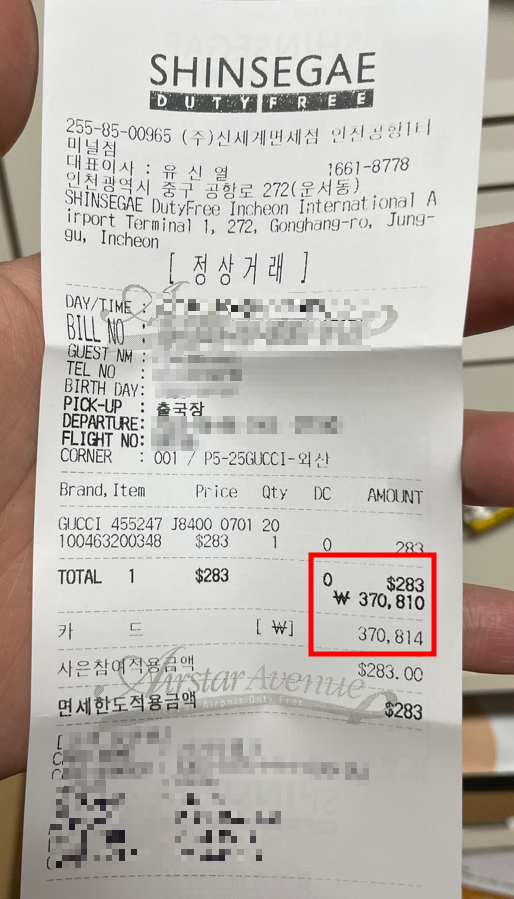 SHINSEGAE
DUTY FREE
255-85-00965 (주)신세계면세점 인천공항1터
미널점
대표이사 : 유 신 열 1661-8778
인천광역시 중구 공항로 272(운서동)
SHINSEGAE DutyFree Incheon International A
irport Terminal 1, 272, Gonghang-ro, Jung-
gu, Incheon
[ 정상거래 ]
DAY/TIME :
BILL NO :
GUEST NM :
TEL NO :
BIRTH DAY:
PICK-UP : 출국장
DEPARTURE:
FLIGHT NO:
CORNER : 001 / P5-25GUCCI-외산
Brand,Item Price Qty DC AMOUNT
GUCCI 455247 J8400 0701 20
100463200348 $283 1 0 283
TOTAL 1 $283 0 $283
₩ 370,810
카 드 [ ₩] 370,814
사은참여적용금액 $283.00
Airstar Avenue
Airport Duty Free
면세한도적용금액 $283